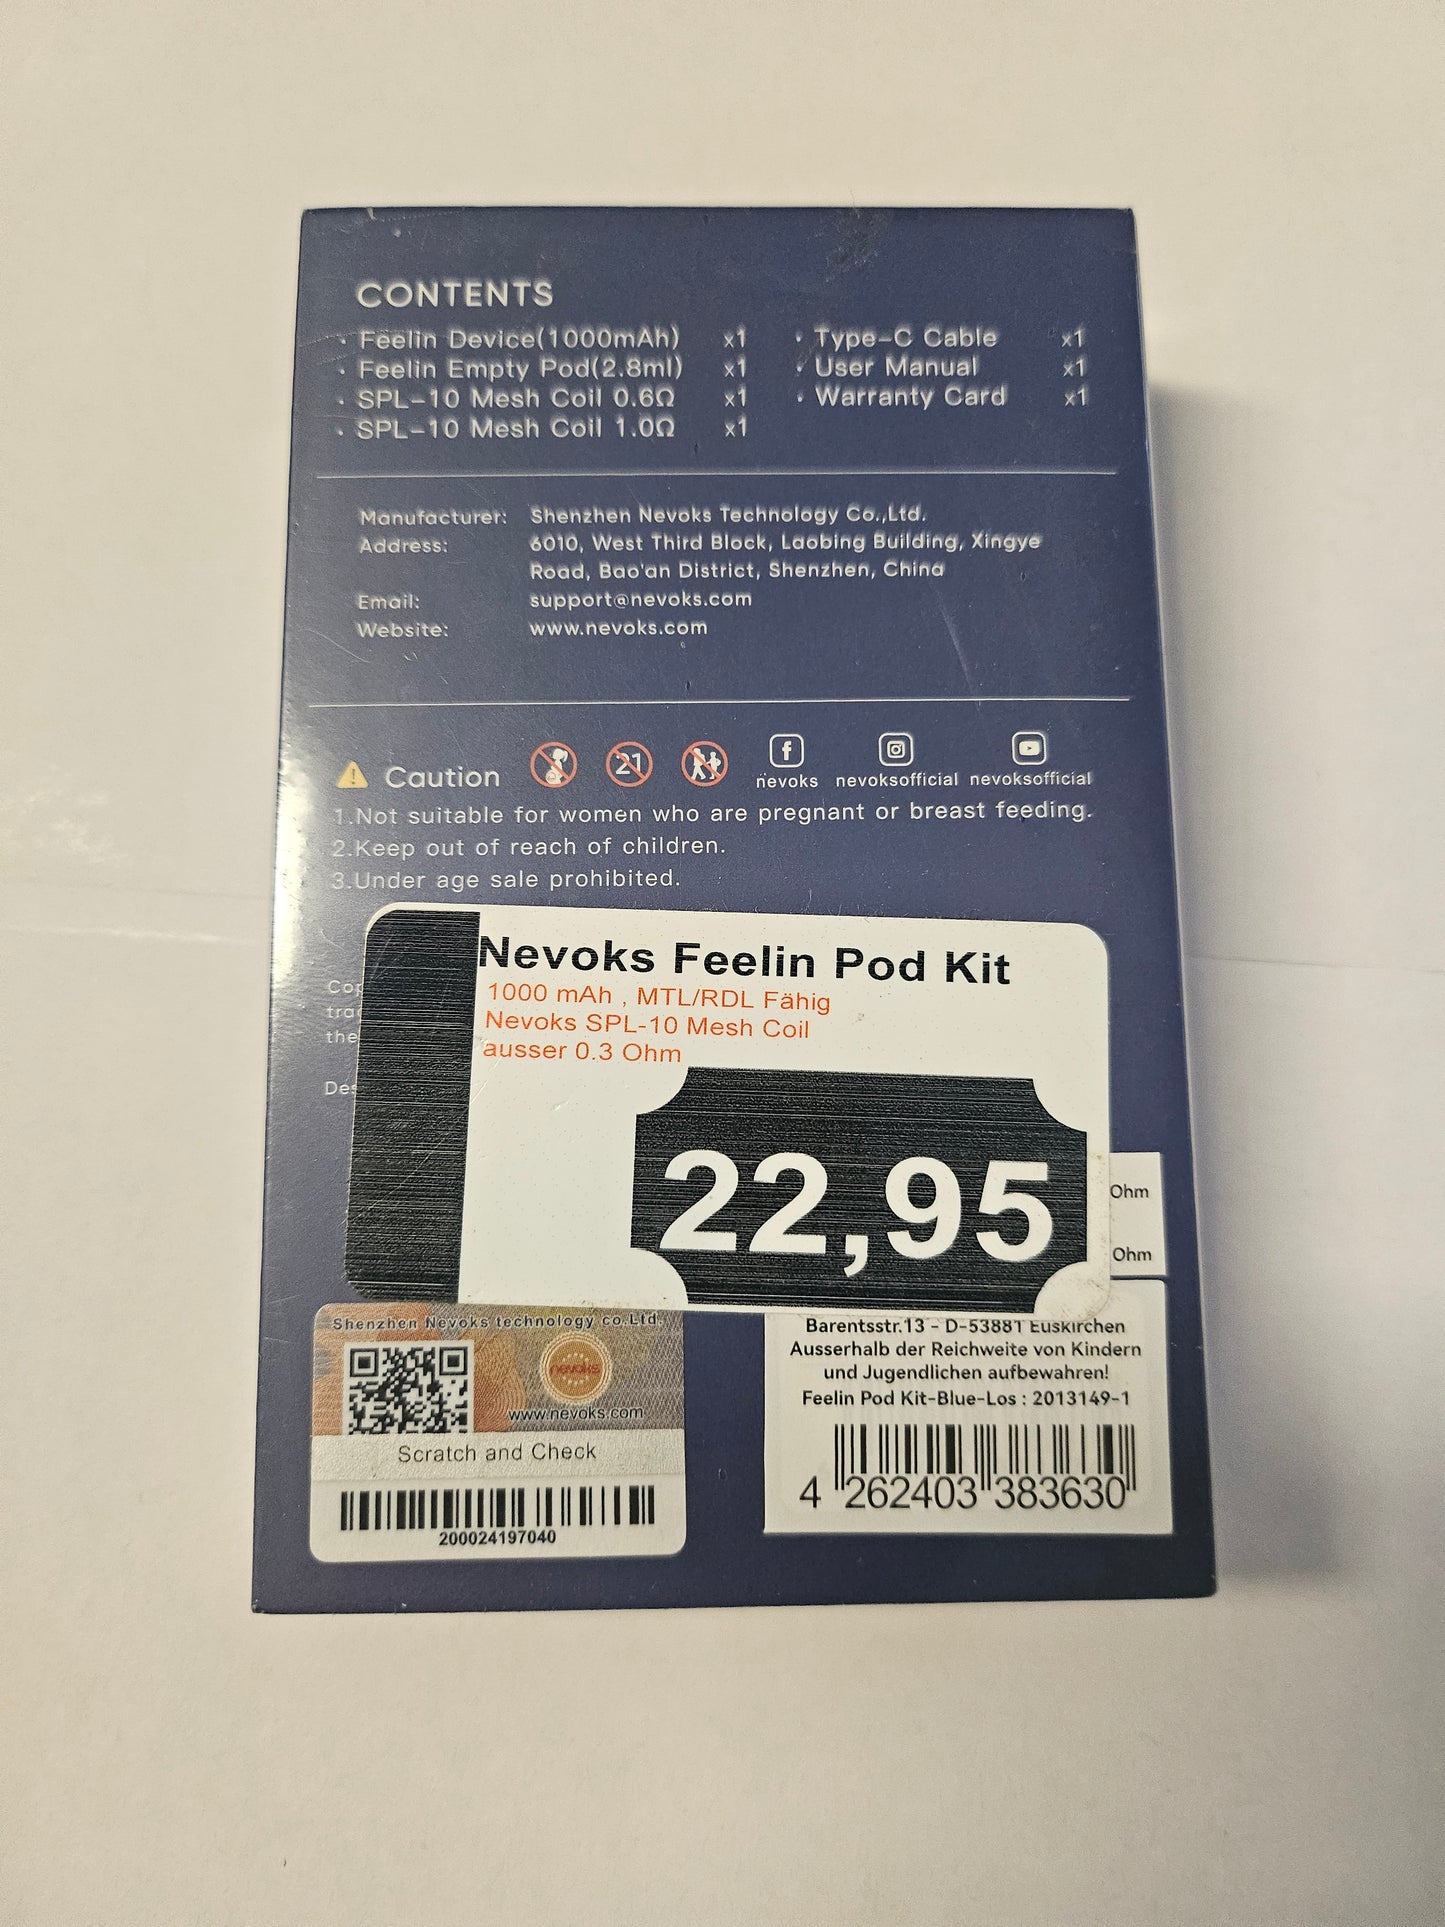 CONTENTS
· Feelin Device(1000mAh) x1
· Feelin Empty Pod(2.8ml) x1
· SPL-10 Mesh Coil 0.6Ω x1
· SPL-10 Mesh Coil 1.0Ω x1
· Type-C Cable x1
· User Manual x1
· Warranty Card x1
Manufacturer: Shenzhen Nevoks Technology Co.,Ltd.
Address: 6010, West Third Block, Laobing Building, Xingye
Road, Bao'an District, Shenzhen, China
Email: support@nevoks.com
Website: www.nevoks.com
Caution
21
nevoks nevoksofficial nevoksofficial
1.Not suitable for women who are pregnant or breast feeding.
2.Keep out of reach of children.
3.Under age sale prohibited.
Nevoks Feelin Pod Kit
1000 mAh , MTL/RDL Fähig
Nevoks SPL-10 Mesh Coil
ausser 0.3 Ohm
22,95
Ohm
Ohm
Shenzhen Nevoks technology co.Ltd.
nevoks
www.nevoks.com
Scratch and Check
200024197040
Barentsstr.13 - D-53881 Euskirchen
Ausserhalb der Reichweite von Kindern
und Jugendlichen aufbewahren!
Feelin Pod Kit-Blue-Los : 2013149-1
4 262403 383630